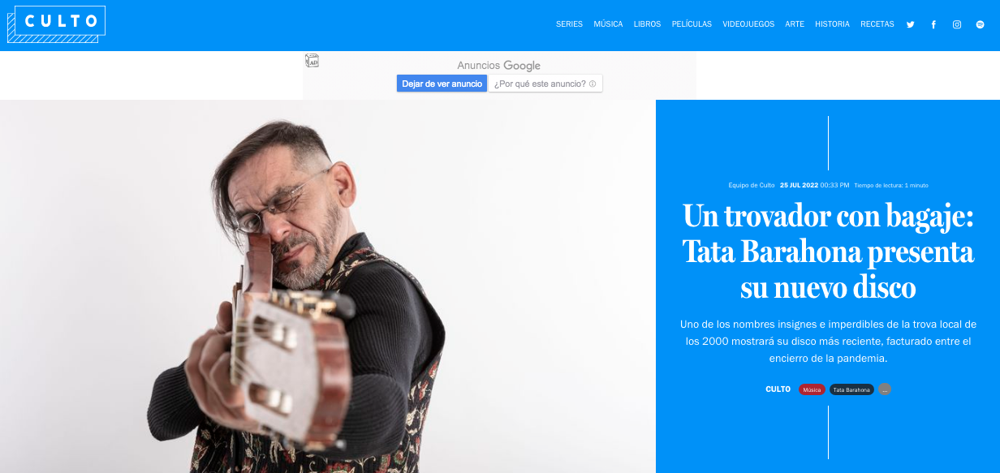 CULTO
SERIES MÚSICA LIBROS PELÍCULAS VIDEOJUEGOS ARTE HISTORIA RECETAS
AD
Anuncios Google
Dejar de ver anuncio ¿Por qué este anuncio?
Equipo de Culto 25 JUL 2022 00:33 PM Tiempo de lectura: 1 minuto
Un trovador con bagaje:
Tata Barahona presenta
su nuevo disco
Uno de los nombres insignes e imperdibles de la trova local de
los 2000 mostrará su disco más reciente, facturado entre el
encierro de la pandemia.
CULTO Música Tata Barahona ...